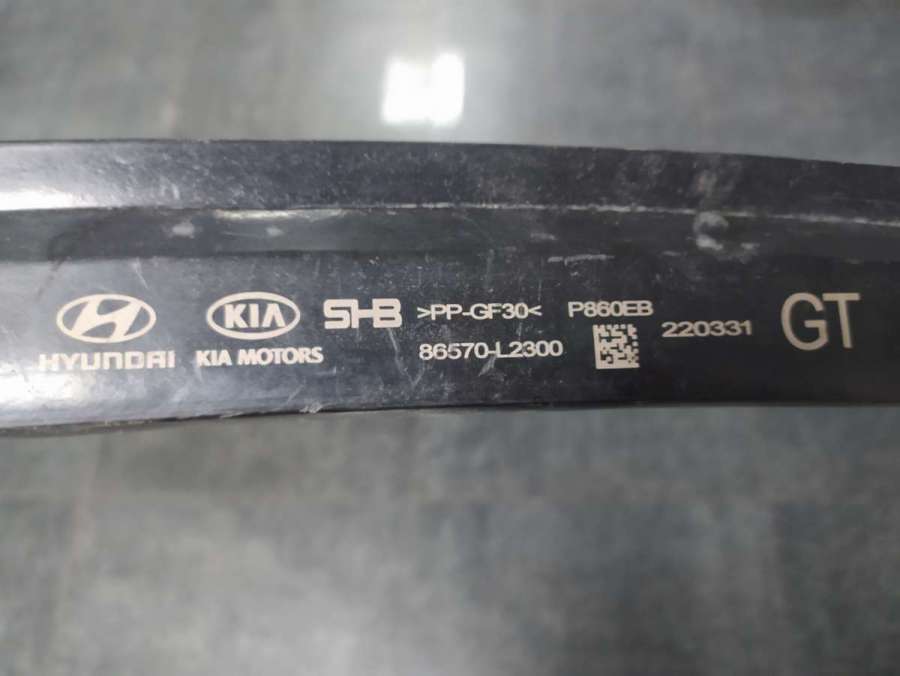 HYUNDAI
KIA
KIA MOTORS
SHB
>PP-GF30<
86570-L2300
P860EB
220331
GT